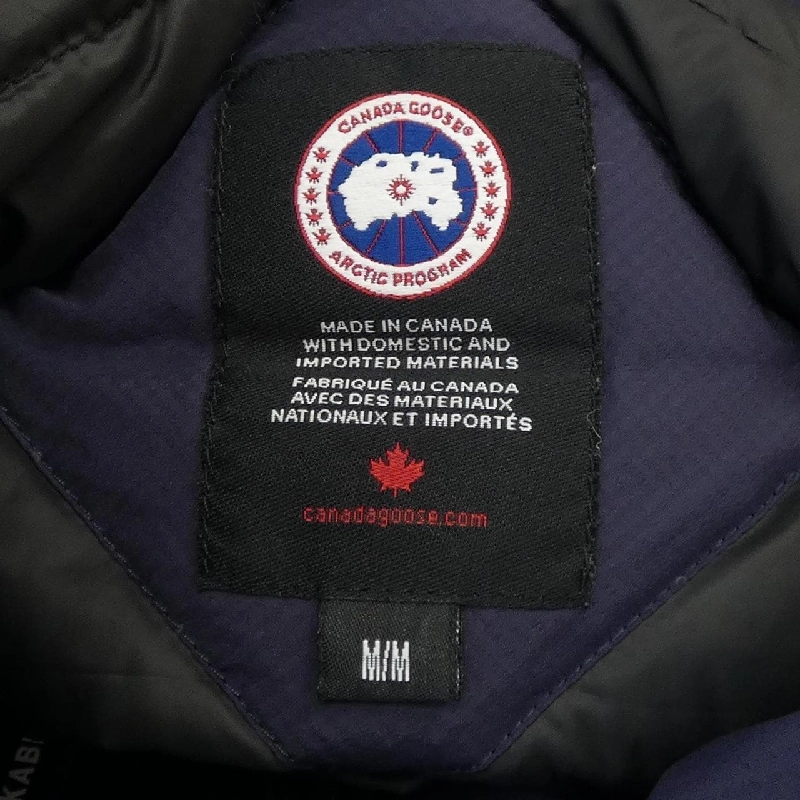 CANADA GOOSE®
ARCTIC PROGRAM
MADE IN CANADA
WITH DOMESTIC AND
IMPORTED MATERIALS
FABRIQUÉ AU CANADA
AVEC DES MATERIAUX
NATIONAUX ET IMPORTÉS
canadagoose.com
M/M
KABI